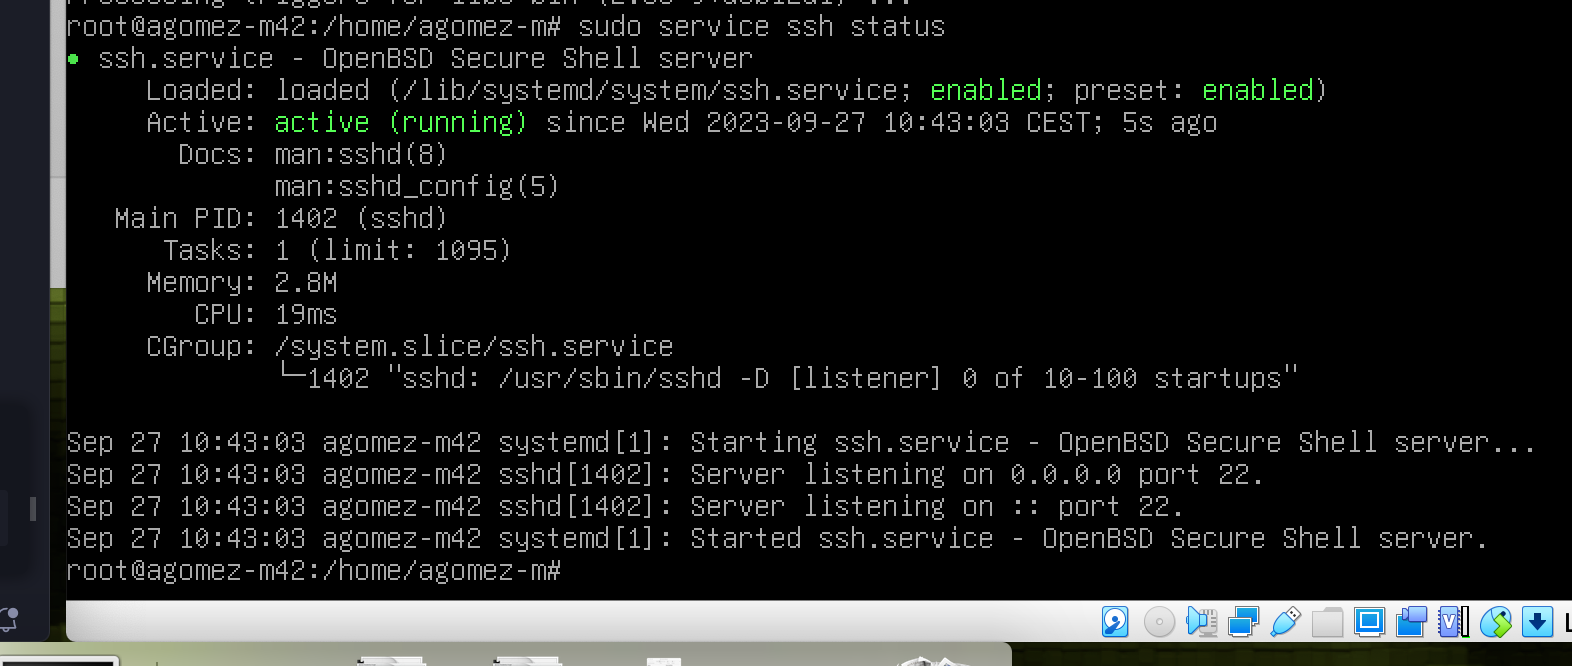 root@agomez-m42:/home/agomez-m# sudo service ssh status
● ssh.service - OpenBSD Secure Shell server
Loaded: loaded (/lib/systemd/system/ssh.service; enabled; preset: enabled)
Active: active (running) since Wed 2023-09-27 10:43:03 CEST; 5s ago
Docs: man:sshd(8)
man:sshd_config(5)
Main PID: 1402 (sshd)
Tasks: 1 (limit: 1095)
Memory: 2.8M
CPU: 19ms
CGroup: /system.slice/ssh.service
└─1402 "sshd: /usr/sbin/sshd -D [listener] 0 of 10-100 startups"
Sep 27 10:43:03 agomez-m42 systemd[1]: Starting ssh.service - OpenBSD Secure Shell server...
Sep 27 10:43:03 agomez-m42 sshd[1402]: Server listening on 0.0.0.0 port 22.
Sep 27 10:43:03 agomez-m42 sshd[1402]: Server listening on :: port 22.
Sep 27 10:43:03 agomez-m42 systemd[1]: Started ssh.service - OpenBSD Secure Shell server.
root@agomez-m42:/home/agomez-m#